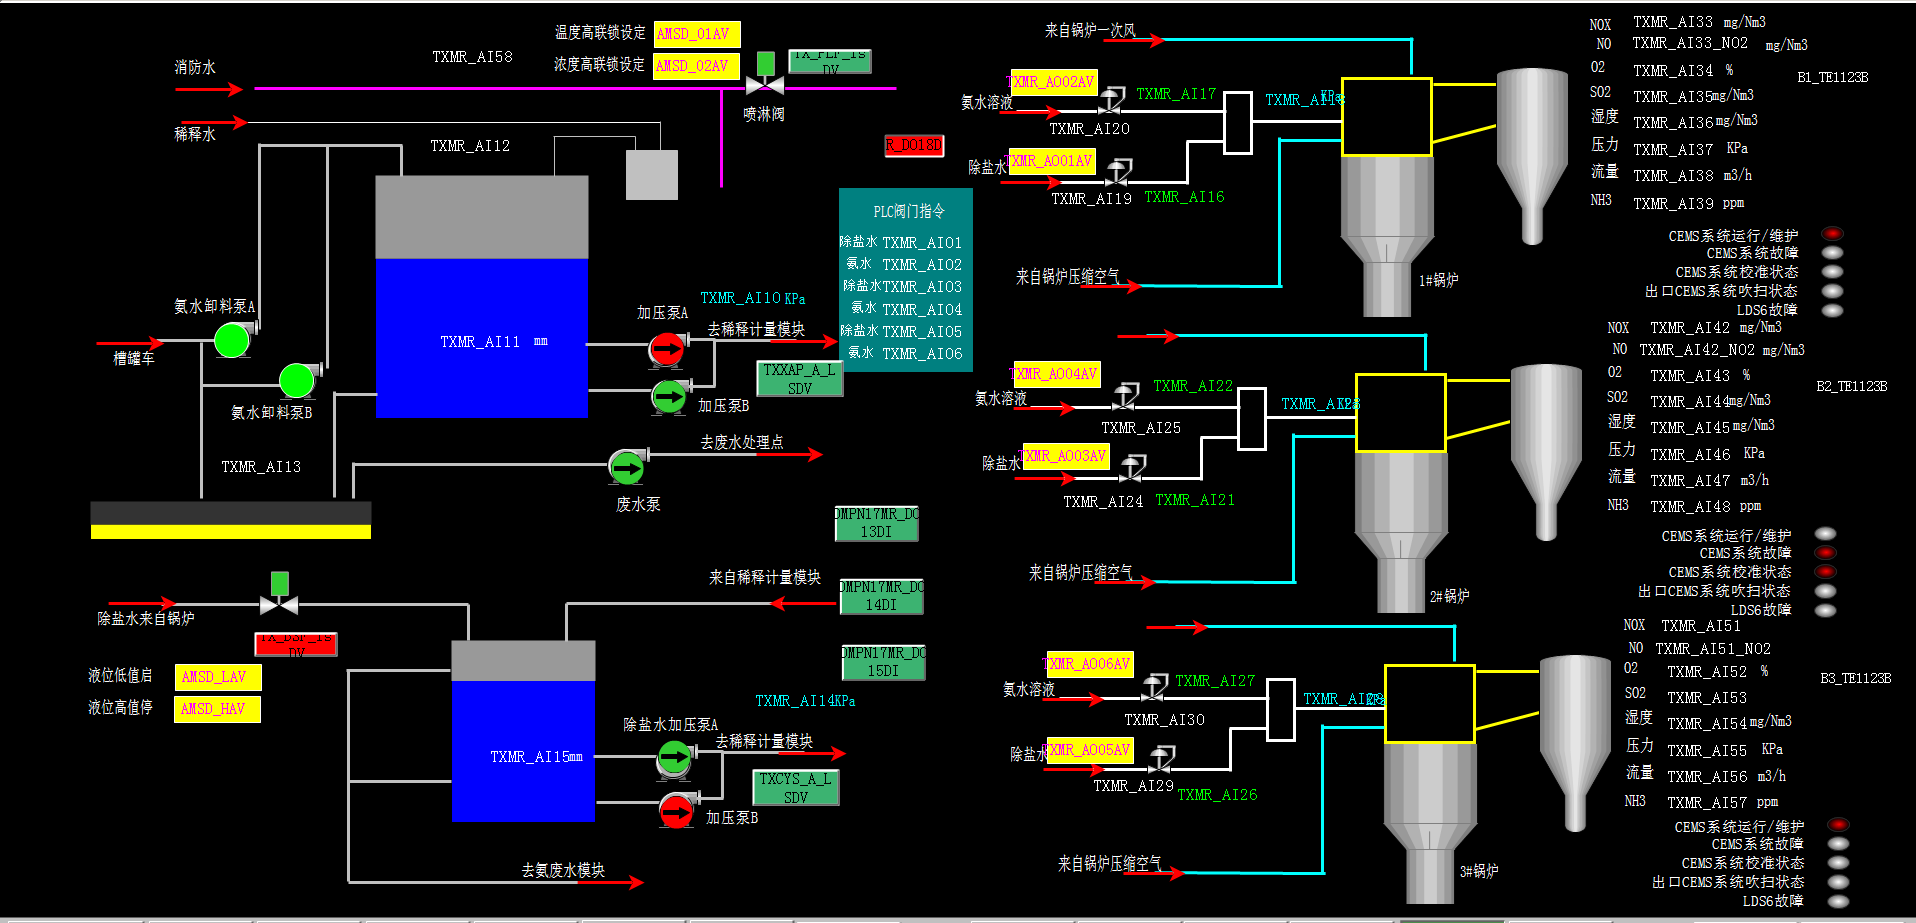 温度高联锁设定 AMSD_01AV
浓度高联锁设定 AMSD_02AV
TXMR_AI58
消防水
稀释水
喷淋阀
TXMR_AI12
R_DO18D
PLC阀门指令
除盐水 TXMR_AI01
氨水 TXMR_AI02
除盐水 TXMR_AI03
氨水 TXMR_AI04
除盐水 TXMR_AI05
氨水 TXMR_AI06
氨水卸料泵A
槽罐车
氨水卸料泵B
TXMR_AI11 mm
TXMR_AI10 KPa
加压泵A
去稀释计量模块
TXXAP_A_L
SDV
加压泵B
去废水处理点
废水泵
TXMR_AI13
OMPN17MR_DO
13DI
来自稀释计量模块
OMPN17MR_DO
14DI
OMPN17MR_DO
15DI
除盐水来自锅炉
DV
液位低值启 AMSD_LAV
液位高值停 AMSD_HAV
TXMR_AI14KPa
除盐水加压泵A
去稀释计量模块
TXMR_AI15mm
TXCYS_A_L
SDV
加压泵B
去氨废水模块
来自锅炉一次风
TXMR_AO02AV
氨水溶液
TXMR_AI17
TXMR_AI20
TXMR_AO01AV
除盐水
TXMR_AI19
TXMR_AI16
来自锅炉压缩空气
1#锅炉
NOX TXMR_AI33 mg/Nm3
NO TXMR_AI33_NO2 mg/Nm3
O2 TXMR_AI34 %
B1_TE1123B
SO2 TXMR_AI35mg/Nm3
湿度 TXMR_AI36mg/Nm3
压力 TXMR_AI37 KPa
流量 TXMR_AI38 m3/h
NH3 TXMR_AI39 ppm
CEMS系统运行/维护
CEMS系统故障
CEMS系统校准状态
出口CEMS系统吹扫状态
LDS6故障
TXMR_AO04AV
氨水溶液
TXMR_AI22
TXMR_AI25
TXMR_AO03AV
除盐水
TXMR_AI24
TXMR_AI21
来自锅炉压缩空气
2#锅炉
NOX TXMR_AI42 mg/Nm3
NO TXMR_AI42_NO2 mg/Nm3
O2 TXMR_AI43 %
B2_TE1123B
SO2 TXMR_AI44mg/Nm3
湿度 TXMR_AI45mg/Nm3
压力 TXMR_AI46 KPa
流量 TXMR_AI47 m3/h
NH3 TXMR_AI48 ppm
CEMS系统运行/维护
CEMS系统故障
CEMS系统校准状态
出口CEMS系统吹扫状态
LDS6故障
TXMR_AO06AV
氨水溶液
TXMR_AI27
TXMR_AI30
TXMR_AO05AV
除盐水
TXMR_AI29
TXMR_AI26
来自锅炉压缩空气
3#锅炉
NOX TXMR_AI51
NO TXMR_AI51_NO2
O2 TXMR_AI52 %
B3_TE1123B
SO2 TXMR_AI53
湿度 TXMR_AI54mg/Nm3
压力 TXMR_AI55 KPa
流量 TXMR_AI56 m3/h
NH3 TXMR_AI57 ppm
CEMS系统运行/维护
CEMS系统故障
CEMS系统校准状态
出口CEMS系统吹扫状态
LDS6故障